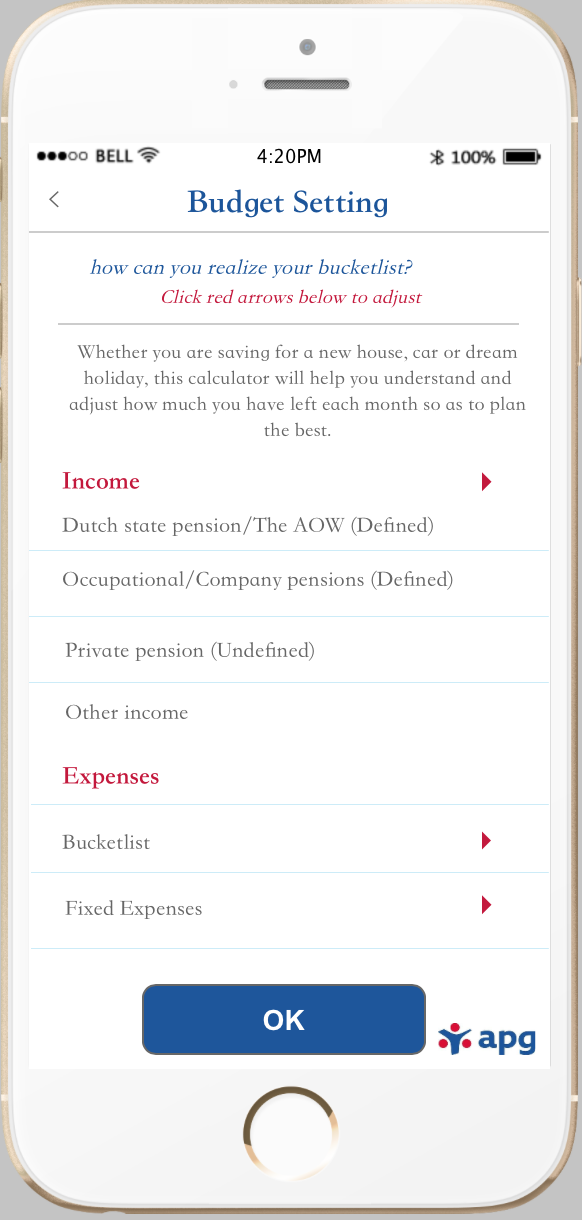 BELL 4:20PM 100%
Budget Setting
how can you realize your bucketlist?
Click red arrows below to adjust
Whether you are saving for a new house, car or dream
holiday, this calculator will help you understand and
adjust how much you have left each month so as to plan
the best.
Income
Dutch state pension/The AOW (Defined)
Occupational/Company pensions (Defined)
Private pension (Undefined)
Other income
Expenses
Bucketlist
Fixed Expenses
OK
apg